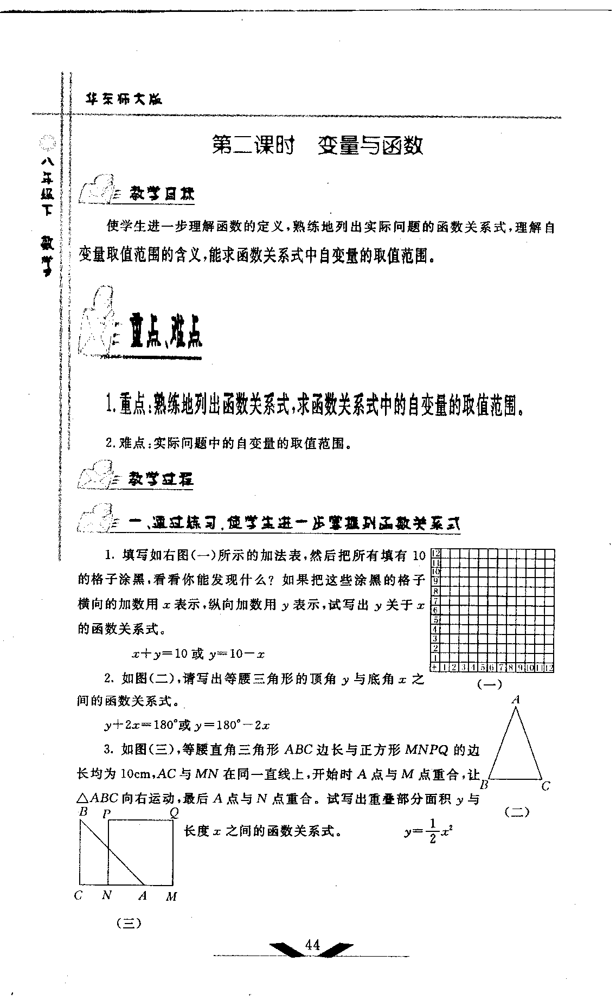 华东师大版
八年级下 数学
第二课时 变量与函数
教学目标
使学生进一步理解函数的定义,熟练地列出实际问题的函数关系式,理解自
变量取值范围的含义,能求函数关系式中自变量的取值范围。
重点、难点
1.重点:熟练地列出函数关系式,求函数关系式中的自变量的取值范围。
2.难点:实际问题中的自变量的取值范围。
教学过程
一、通过练习,使学生进一步掌握列函数关系式
1. 填写如右图(一)所示的加法表,然后把所有填有 10
的格子涂黑,看看你能发现什么? 如果把这些涂黑的格子
横向的加数用 x 表示,纵向加数用 y 表示,试写出 y 关于 x
的函数关系式。
x+y=10 或 y=10-x
12
11
10
9
8
7
6
5
4
3
2
1
+ 1 2 3 4 5 6 7 8 9 10 11 12
(一)
2. 如图(二),请写出等腰三角形的顶角 y 与底角 x 之
间的函数关系式。
y+2x=180°或 y=180°-2x
A
B C
(二)
3. 如图(三),等腰直角三角形 ABC 边长与正方形 MNPQ 的边
长均为 10cm,AC 与 MN 在同一直线上,开始时 A 点与 M 点重合,让
△ABC 向右运动,最后 A 点与 N 点重合。试写出重叠部分面积 y 与
长度 x 之间的函数关系式。 y=1/2x²
B P Q
C N A M
(三)
44